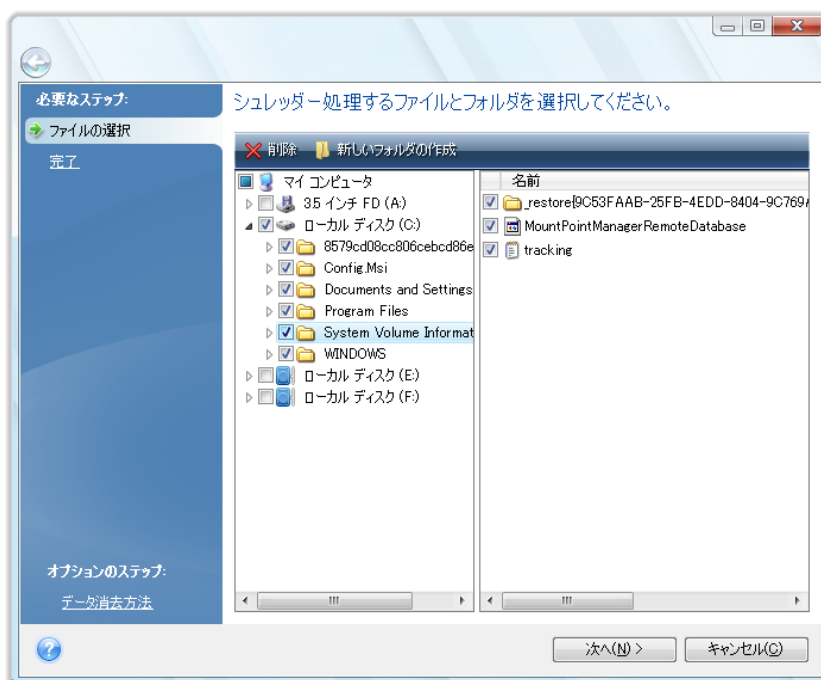 必要なステップ:
ファイルの選択
完了
オプションのステップ:
データ消去方法
シュレッダー処理するファイルとフォルダを選択してください。
削除 新しいフォルダの作成
マイ コンピュータ
3.5 インチ FD (A:)
ローカル ディスク (C:)
8579cd08cc806cebcd86e
Config.Msi
Documents and Settings
Program Files
System Volume Informat
WINDOWS
ローカル ディスク (E:)
ローカル ディスク (F:)
名前
_restore{9C53FAAB-25FB-4EDD-8404-9C769
MountPointManagerRemoteDatabase
tracking
次へ(N) >
キャンセル(C)